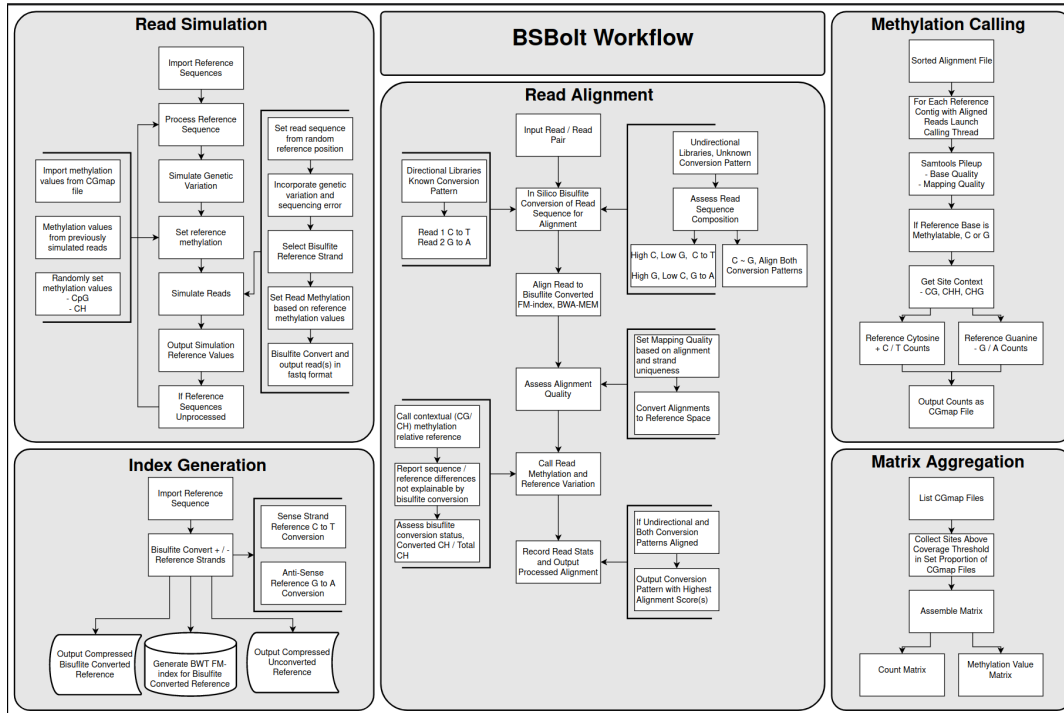 BSBolt Workflow
Read Simulation
Import Reference
Sequences
Process Reference
Sequence
Simulate Genetic
Variation
Set reference
methylation
Simulate Reads
Output Simulation
Reference Values
If Reference
Sequences
Unprocessed
Import methylation
values from CGmap
file
Methylation values
from previously
simulated reads
Randomly set
methylation values
- CpG
- CH
Set read sequence
from random
reference position
Incorporate genetic
variation and
sequencing error
Select Bisulfite
Reference Strand
Set Read Methylation
based on reference
methylation values
Bisulfite Convert and
output read(s) in
fastq format
Index Generation
Import Reference
Sequence
Bisulfite Convert + / -
Reference Strands
Sense Strand
Reference C to T
Conversion
Anti-Sense
Reference G to A
Conversion
Output Compressed
Bisulfite Converted
Reference
Generate BWT FM-
index for Bisulfite
Converted Reference
Output Compressed
Unconverted
Reference
Read Alignment
Input Read / Read
Pair
Directional Libraries
Known Conversion
Pattern
Read 1 C to T
Read 2 G to A
In Silico Bisulfite
Conversion of Read
Sequence for
Alignment
Undirectional
Libraries, Unknown
Conversion Pattern
Assess Read
Sequence
Composition
High C, Low G, C to T
High G, Low C, G to A
C ~ G, Align Both
Conversion Patterns
Align Read to
Bisulfite Converted
FM-index, BWA-MEM
Assess Alignment
Quality
Set Mapping Quality
based on alignment
and strand
uniqueness
Convert Alignments
to Reference Space
Call Read
Methylation and
Reference Variation
Call contextual (CG/
CH) methylation
relative reference
Report sequence /
reference differences
not explainable by
bisulfite conversion
Assess bisulfite
conversion status,
Converted CH / Total
CH
Record Read Stats
and Output
Processed Alignment
If Undirectional and
Both Conversion
Patterns Aligned
Output Conversion
Pattern with Highest
Alignment Score(s)
Methylation Calling
Sorted Alignment File
For Each Reference
Contig with Aligned
Reads Launch
Calling Thread
Samtools Pileup
- Base Quality
- Mapping Quality
If Reference Base is
Methylatable, C or G
Get Site Context
- CG, CHH, CHG
Reference Cytosine
+ C / T Counts
Reference Guanine
- G / A Counts
Output Counts as
CGmap File
Matrix Aggregation
List CGmap Files
Collect Sites Above
Coverage Threshold
in Set Proportion of
CGmap Files
Assemble Matrix
Count Matrix
Methylation Value
Matrix